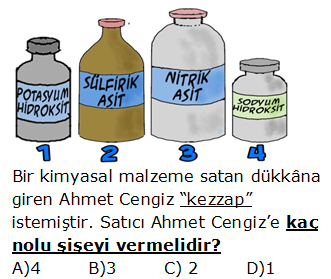 POTASYUM
HİDROKSİT
SÜLFİRİK
ASİT
NİTRİK
ASİT
SODYUM
HİDROKSİT
1 2 3 4
Bir kimyasal malzeme satan dükkâna
giren Ahmet Cengiz “kezzap”
istemiştir. Satıcı Ahmet Cengiz’e kaç
nolu şişeyi vermelidir?
A)4 B)3 C) 2 D)1